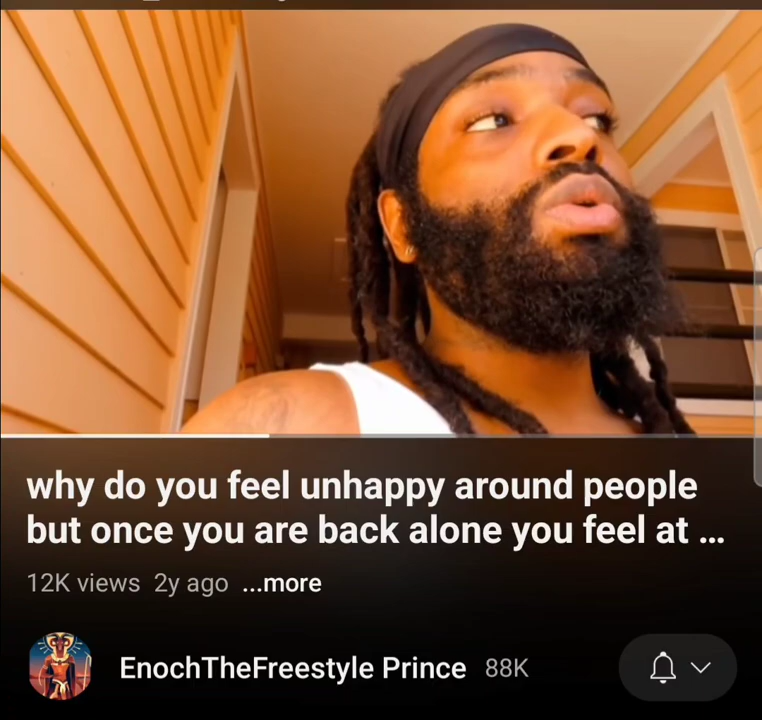 why do you feel unhappy around people
but once you are back alone you feel at ...
12K views 2y ago ...more
EnochTheFreestyle Prince 88K